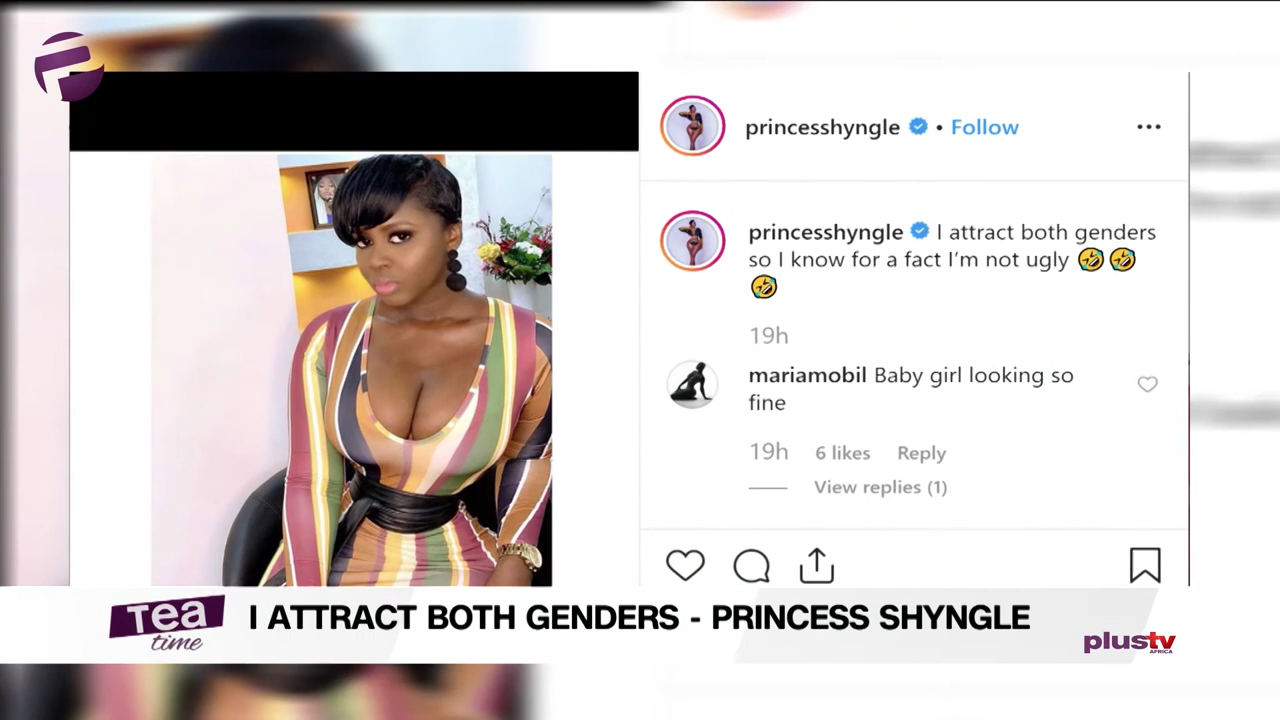 princesshyngle • Follow
princesshyngle I attract both genders
so I know for a fact I'm not ugly 🤣🤣
🤣
19h
mariamobil Baby girl looking so
fine
19h 6 likes Reply
View replies (1)
Tea
time
I ATTRACT BOTH GENDERS - PRINCESS SHYNGLE
plustv
AFRICA